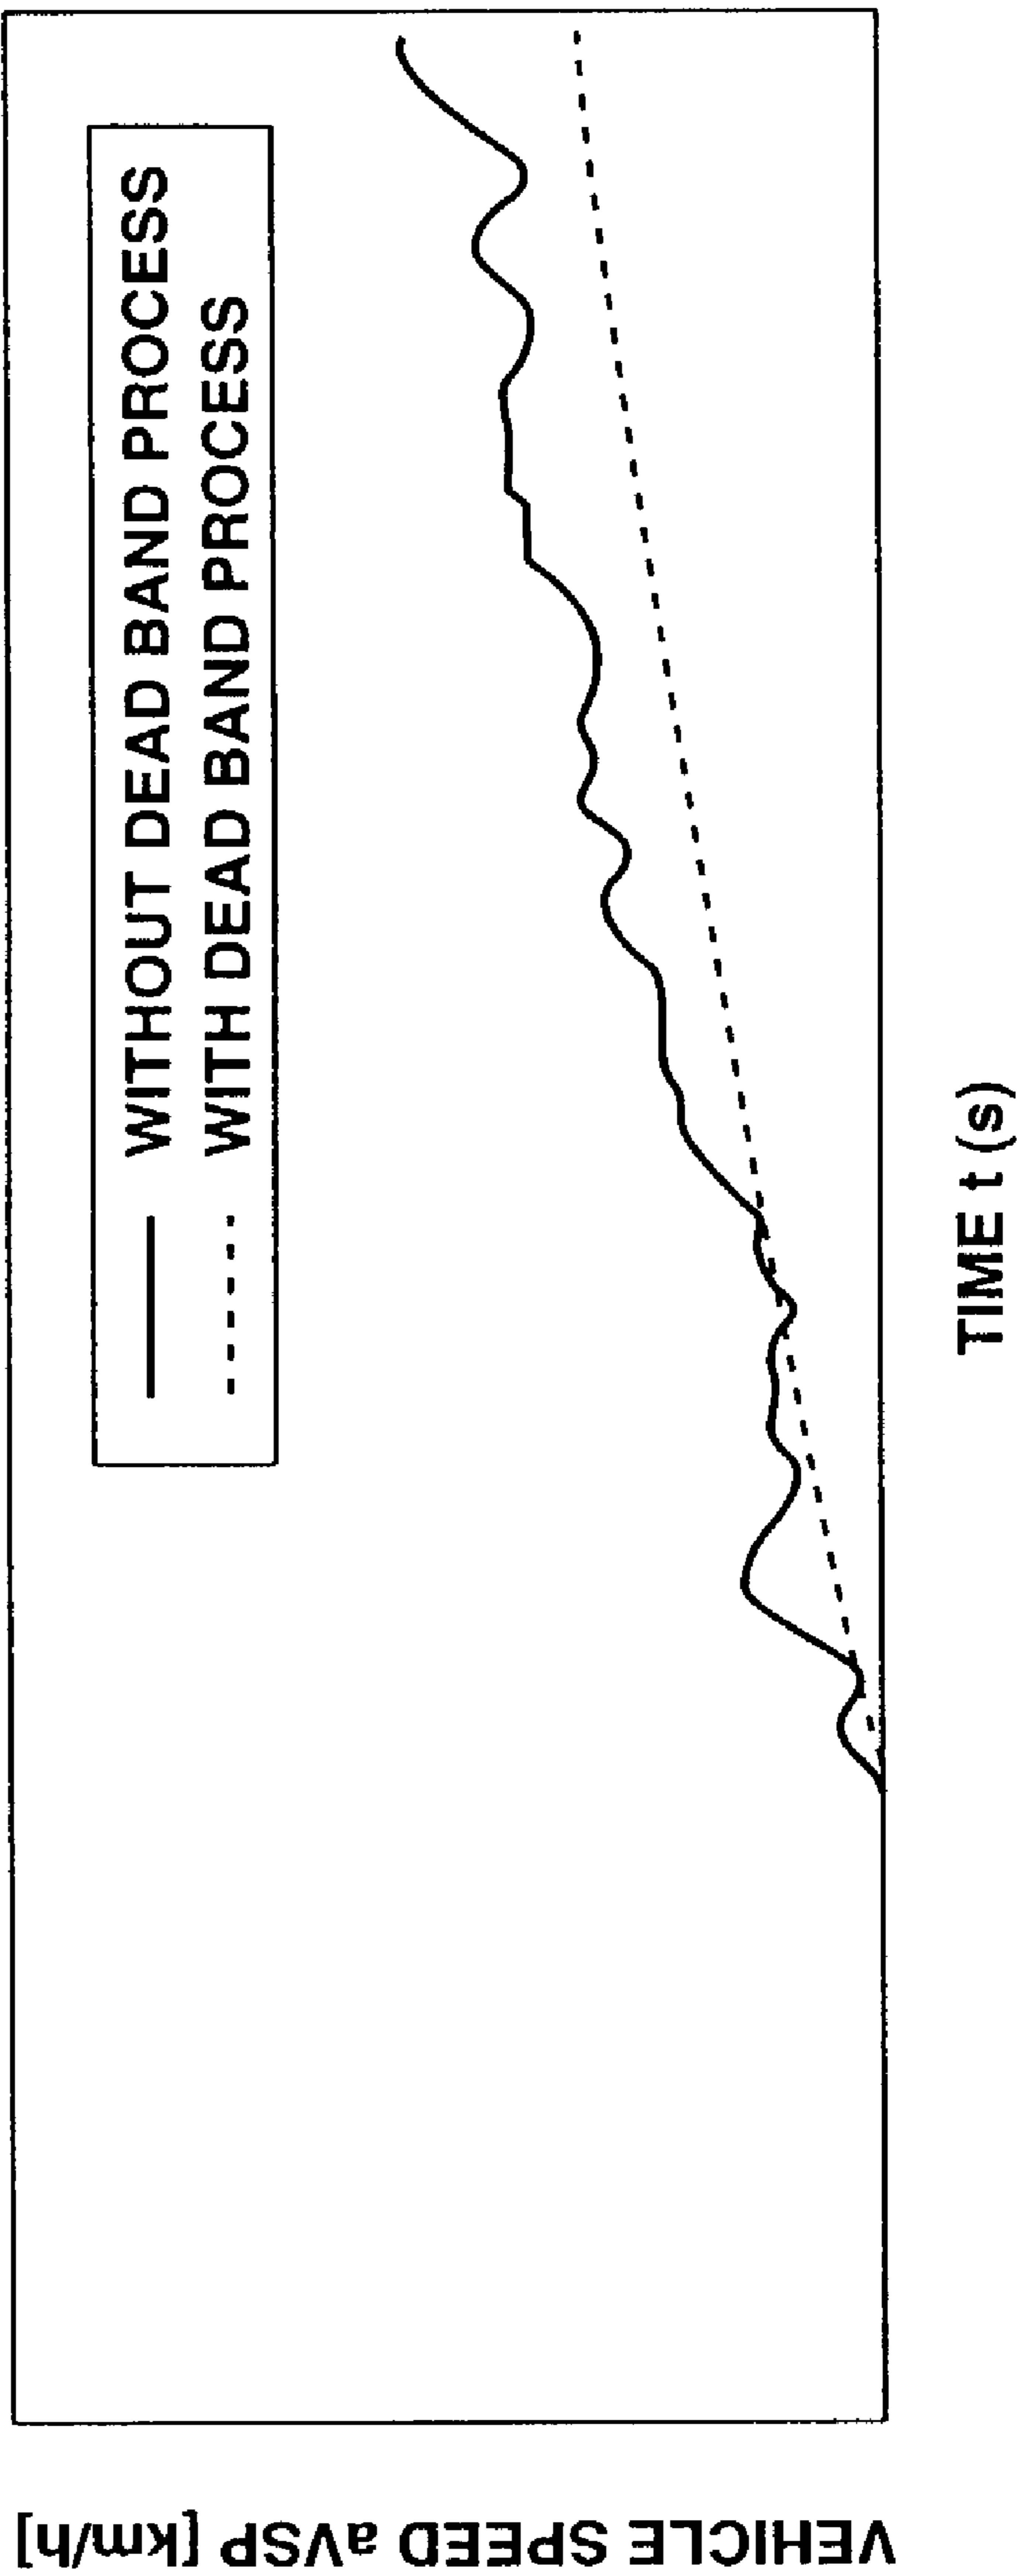 VEHICLE SPEED aVSP [km/h]
WITHOUT DEAD BAND PROCESS
WITH DEAD BAND PROCESS
TIME t (s)